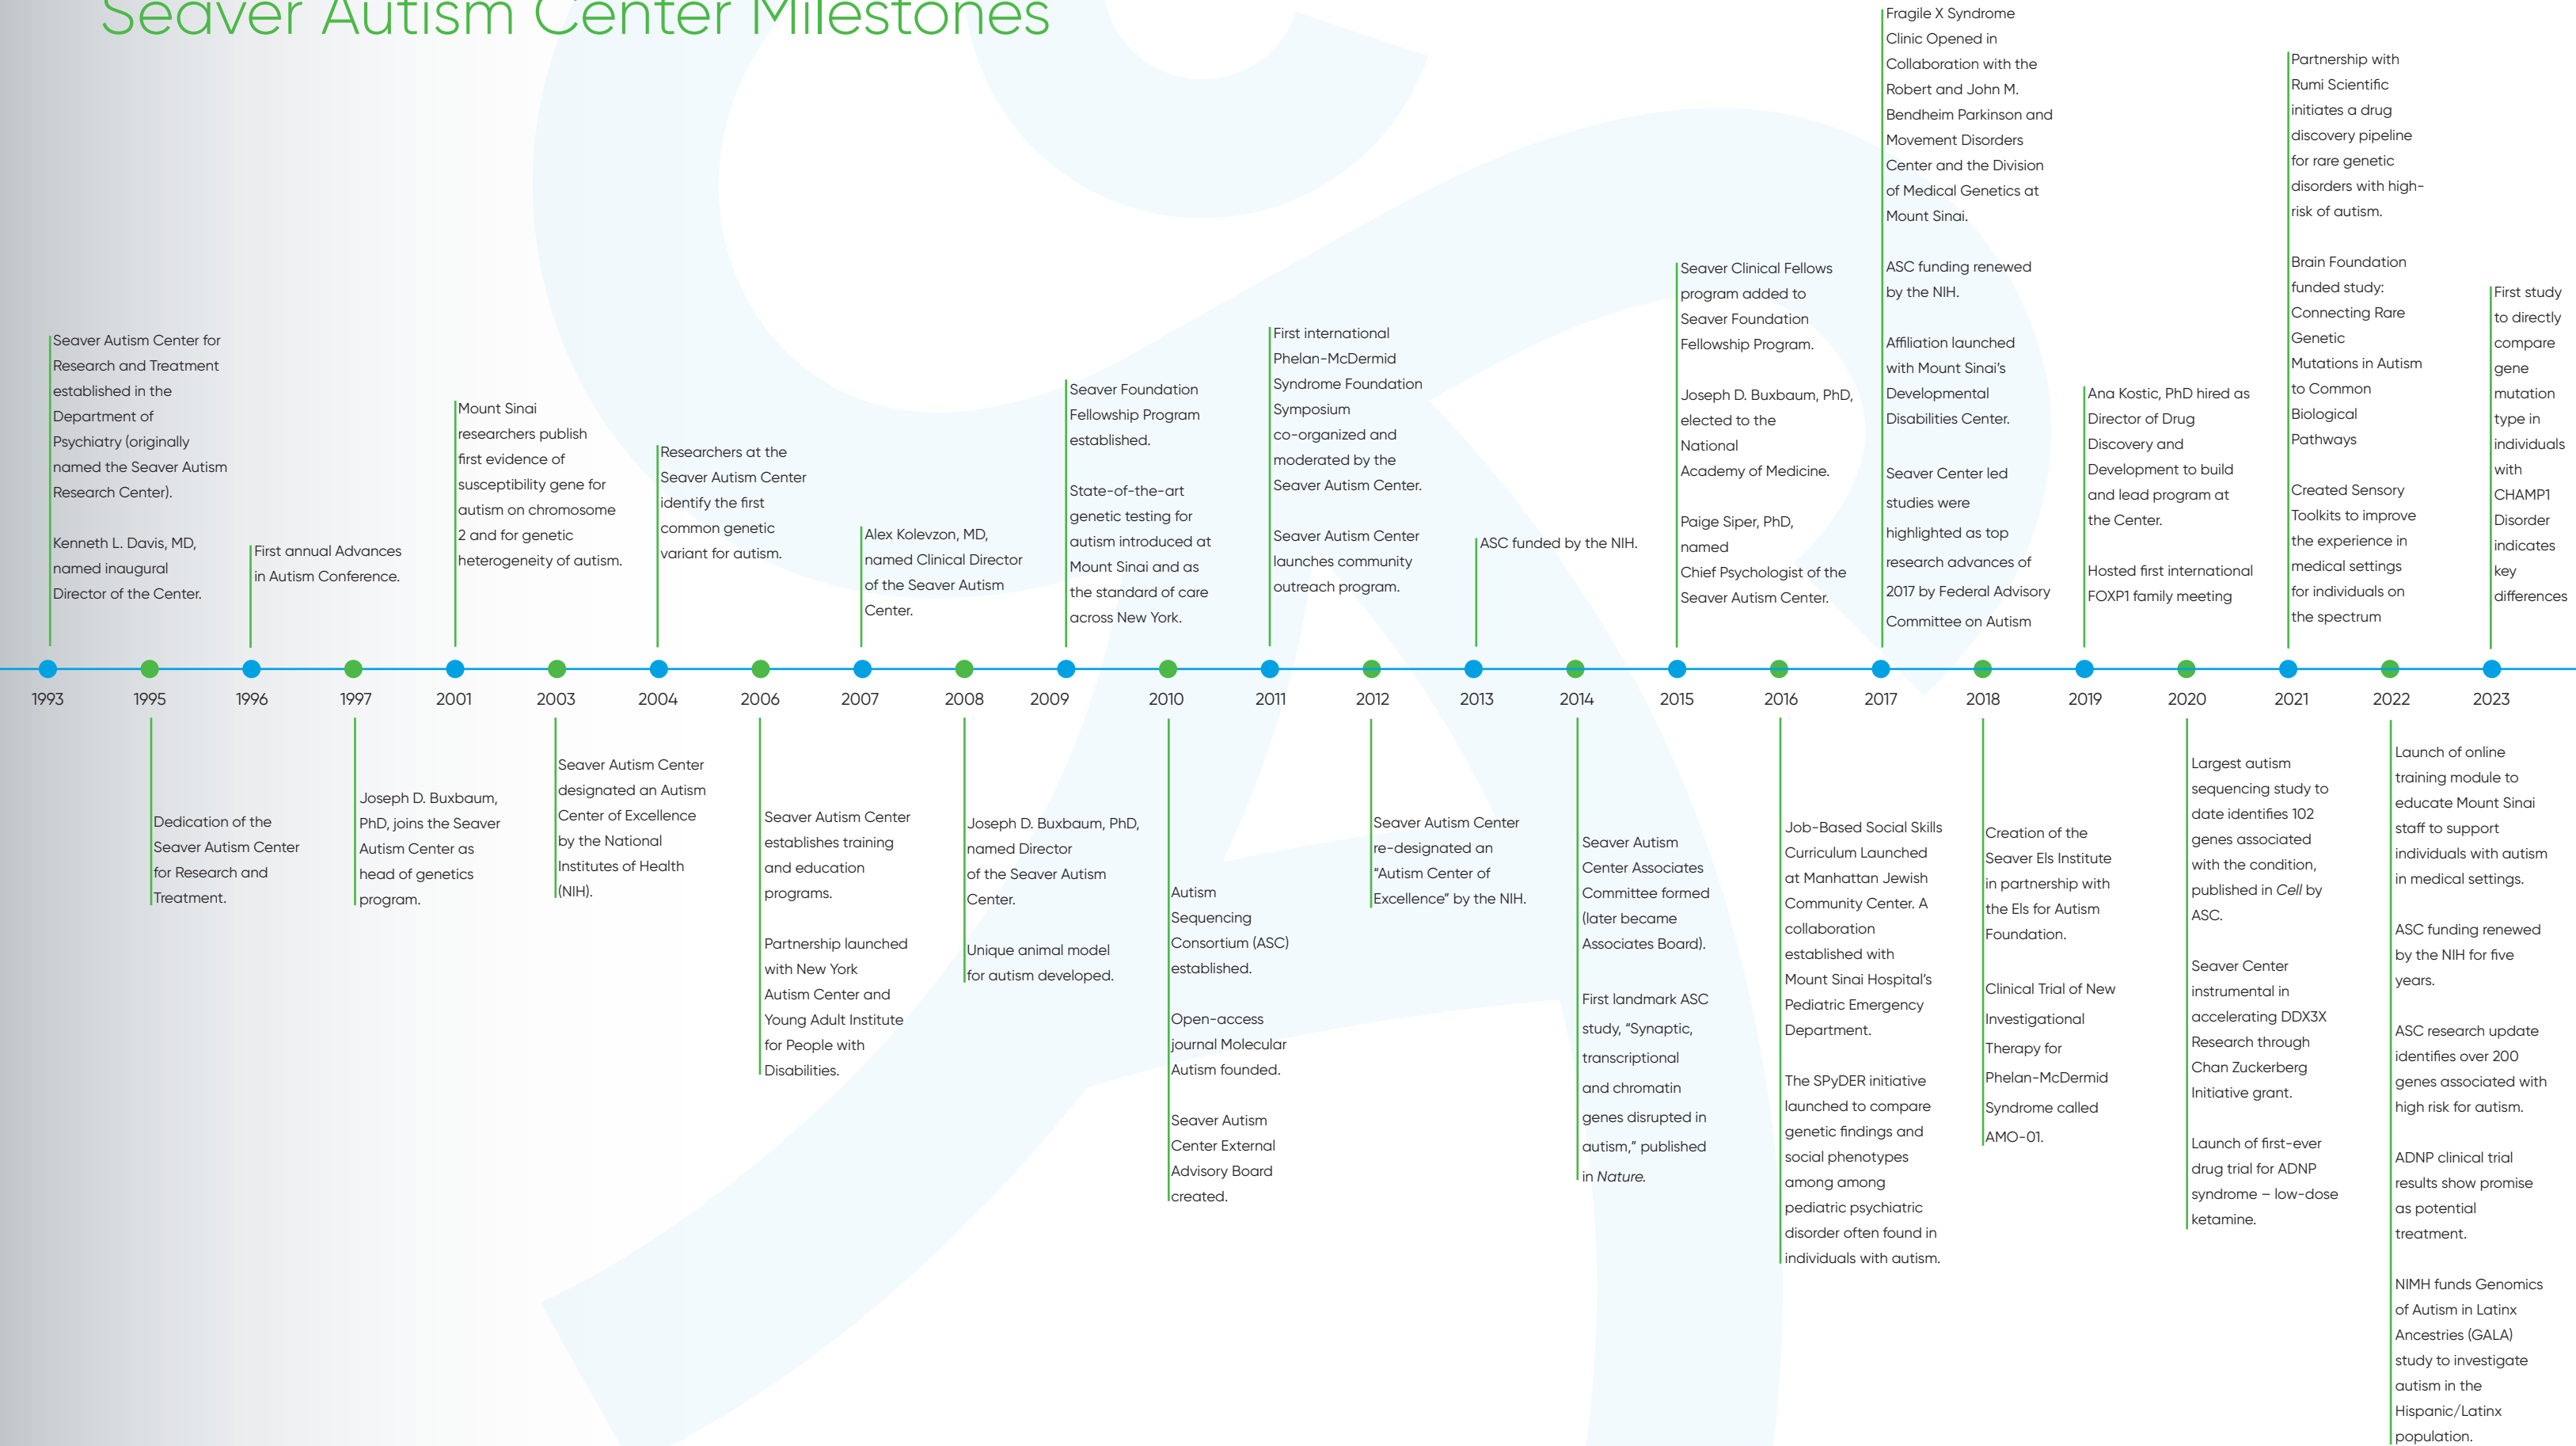 Seaver Autism Center Milestones
Seaver Autism Center for
Research and Treatment
established in the
Department of
Psychiatry (originally
named the Seaver Autism
Research Center).
Kenneth L. Davis, MD,
named inaugural
Director of the Center.
First annual Advances
in Autism Conference.
Mount Sinai
researchers publish
first evidence of
susceptibility gene for
autism on chromosome
2 and for genetic
heterogeneity of autism.
Researchers at the
Seaver Autism Center
identify the first
common genetic
variant for autism.
Alex Kolevzon, MD,
named Clinical Director
of the Seaver Autism
Center.
Seaver Foundation
Fellowship Program
established.
State-of-the-art
genetic testing for
autism introduced at
Mount Sinai and as
the standard of care
across New York.
First international
Phelan-McDermid
Syndrome Foundation
Symposium
co-organized and
moderated by the
Seaver Autism Center.
Seaver Autism Center
launches community
outreach program.
ASC funded by the NIH.
Seaver Clinical Fellows
program added to
Seaver Foundation
Fellowship Program.
Joseph D. Buxbaum, PhD,
elected to the
National
Academy of Medicine.
Paige Siper, PhD,
named
Chief Psychologist of the
Seaver Autism Center.
Fragile X Syndrome
Clinic Opened in
Collaboration with the
Robert and John M.
Bendheim Parkinson and
Movement Disorders
Center and the Division
of Medical Genetics at
Mount Sinai.
ASC funding renewed
by the NIH.
Affiliation launched
with Mount Sinai's
Developmental
Disabilities Center.
Seaver Center led
studies were
highlighted as top
research advances of
2017 by Federal Advisory
Committee on Autism
Ana Kostic, PhD hired as
Director of Drug
Discovery and
Development to build
and lead program at
the Center.
Hosted first international
FOXP1 family meeting
Partnership with
Rumi Scientific
initiates a drug
discovery pipeline
for rare genetic
disorders with high-
risk of autism.
Brain Foundation
funded study:
Connecting Rare
Genetic
Mutations in Autism
to Common
Biological
Pathways
Created Sensory
Toolkits to improve
the experience in
medical settings
for individuals on
the spectrum
First study
to directly
compare
gene
mutation
type in
individuals
with
CHAMP1
Disorder
indicates
key
differences
1993 1995 1996 1997 2001 2003 2004 2006 2007 2008 2009 2010 2011 2012 2013 2014 2015 2016 2017 2018 2019 2020 2021 2022 2023
Dedication of the
Seaver Autism Center
for Research and
Treatment.
Joseph D. Buxbaum,
PhD, joins the Seaver
Autism Center as
head of genetics
program.
Seaver Autism Center
designated an Autism
Center of Excellence
by the National
Institutes of Health
(NIH).
Seaver Autism Center
establishes training
and education
programs.
Partnership launched
with New York
Autism Center and
Young Adult Institute
for People with
Disabilities.
Joseph D. Buxbaum, PhD,
named Director
of the Seaver Autism
Center.
Unique animal model
for autism developed.
Autism
Sequencing
Consortium (ASC)
established.
Open-access
journal Molecular
Autism founded.
Seaver Autism
Center External
Advisory Board
created.
Seaver Autism Center
re-designated an
“Autism Center of
Excellence” by the NIH.
Seaver Autism
Center Associates
Committee formed
(later became
Associates Board).
First landmark ASC
study, “Synaptic,
transcriptional
and chromatin
genes disrupted in
autism,” published
in Nature.
Job-Based Social Skills
Curriculum Launched
at Manhattan Jewish
Community Center. A
collaboration
established with
Mount Sinai Hospital's
Pediatric Emergency
Department.
The SPyDER initiative
launched to compare
genetic findings and
social phenotypes
among among
pediatric psychiatric
disorder often found in
individuals with autism.
Creation of the
Seaver Els Institute
in partnership with
the Els for Autism
Foundation.
Clinical Trial of New
Investigational
Therapy for
Phelan-McDermid
Syndrome called
AMO-01.
Largest autism
sequencing study to
date identifies 102
genes associated
with the condition,
published in Cell by
ASC.
Seaver Center
instrumental in
accelerating DDX3X
Research through
Chan Zuckerberg
Initiative grant.
Launch of first-ever
drug trial for ADNP
syndrome – low-dose
ketamine.
Launch of online
training module to
educate Mount Sinai
staff to support
individuals with autism
in medical settings.
ASC funding renewed
by the NIH for five
years.
ASC research update
identifies over 200
genes associated with
high risk for autism.
ADNP clinical trial
results show promise
as potential
treatment.
NIMH funds Genomics
of Autism in Latinx
Ancestries (GALA)
study to investigate
autism in the
Hispanic/Latinx
population.